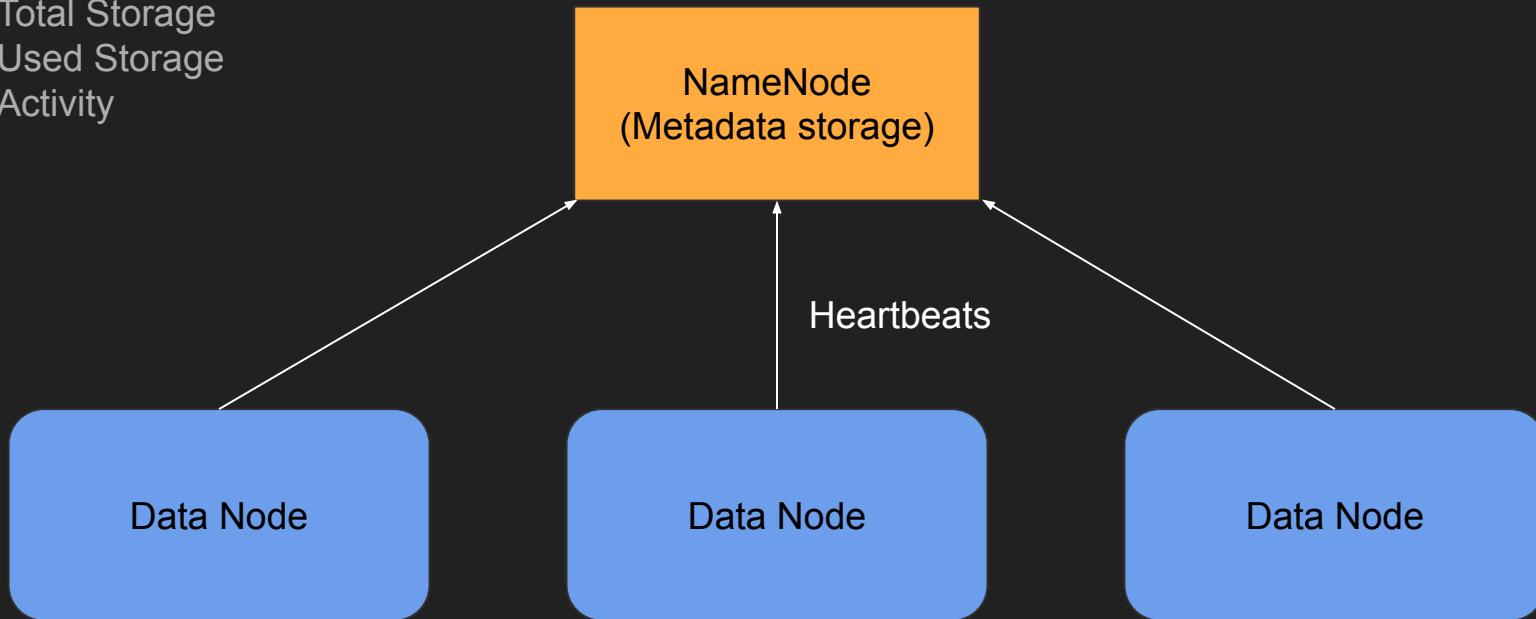 Total Storage
Used Storage
Activity
NameNode
(Metadata storage)
Heartbeats
Data Node
Data Node
Data Node